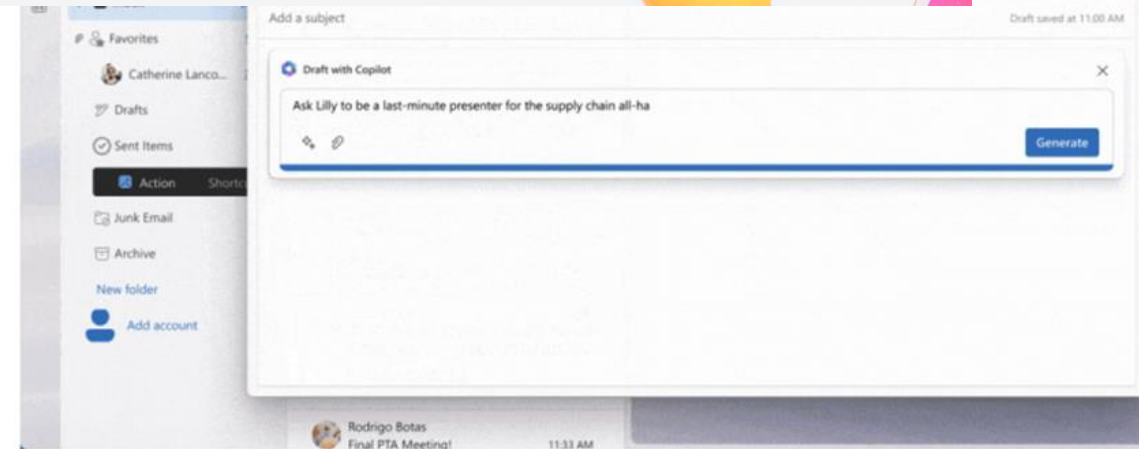 Add a subject
Draft saved at 11:00 AM
Favorites
Draft with Copilot
Catherine Lanco...
Ask Lilly to be a last-minute presenter for the supply chain all-ha
Drafts
Sent Items
Generate
Action
Junk Email
Archive
New folder
Add account
Rodrigo Botas
Final PTA Meeting!
11:33 AM